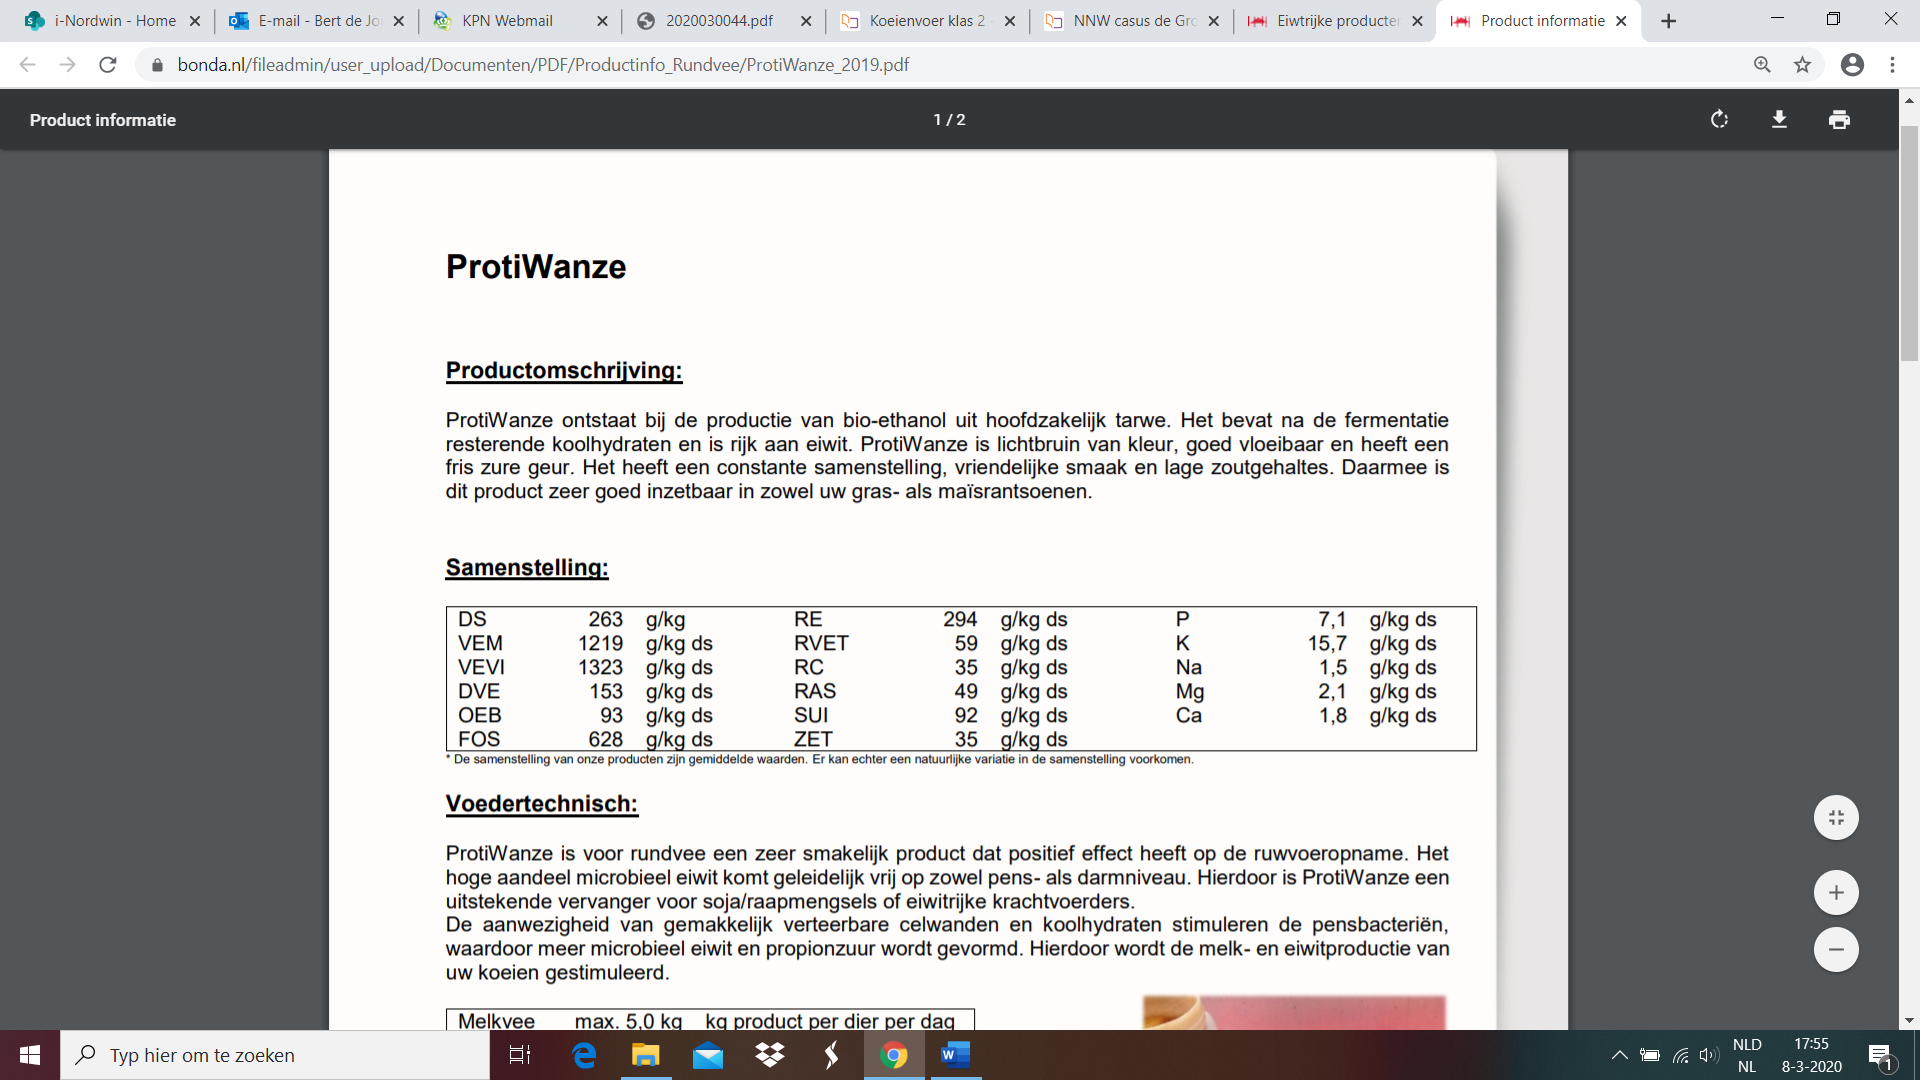 i-Nordwin - Home
E-mail - Bert de Jo
KPN Webmail
2020030044.pdf
Koeienvoer klas 2 -
NNW casus de Gro
Eiwtrijke producten
Product informatie
bonda.nl/fileadmin/user_upload/Documenten/PDF/Productinfo_Rundvee/ProtiWanze_2019.pdf
Product informatie
1 / 2
ProtiWanze
Productomschrijving:
ProtiWanze ontstaat bij de productie van bio-ethanol uit hoofdzakelijk tarwe. Het bevat na de fermentatie
resterende koolhydraten en is rijk aan eiwit. ProtiWanze is lichtbruin van kleur, goed vloeibaar en heeft een
fris zure geur. Het heeft een constante samenstelling, vriendelijke smaak en lage zoutgehaltes. Daarmee is
dit product zeer goed inzetbaar in zowel uw gras- als maïsrantsoenen.
Samenstelling:
DS 263 g/kg RE 294 g/kg ds P 7,1 g/kg ds
VEM 1219 g/kg ds RVET 59 g/kg ds K 15,7 g/kg ds
VEVI 1323 g/kg ds RC 35 g/kg ds Na 1,5 g/kg ds
DVE 153 g/kg ds RAS 49 g/kg ds Mg 2,1 g/kg ds
OEB 93 g/kg ds SUI 92 g/kg ds Ca 1,8 g/kg ds
FOS 628 g/kg ds ZET 35 g/kg ds
* De samenstelling van onze producten zijn gemiddelde waarden. Er kan echter een natuurlijke variatie in de samenstelling voorkomen.
Voedertechnisch:
ProtiWanze is voor rundvee een zeer smakelijk product dat positief effect heeft op de ruwvoeropname. Het
hoge aandeel microbieel eiwit komt geleidelijk vrij op zowel pens- als darmniveau. Hierdoor is ProtiWanze een
uitstekende vervanger voor soja/raapmengsels of eiwitrijke krachtvoerders.
De aanwezigheid van gemakkelijk verteerbare celwanden en koolhydraten stimuleren de pensbacteriën,
waardoor meer microbieel eiwit en propionzuur wordt gevormd. Hierdoor wordt de melk- en eiwitproductie van
uw koeien gestimuleerd.
Melkvee max. 5,0 kg kg product per dier per dag
Typ hier om te zoeken
NLD
NL
17:55
8-3-2020
1